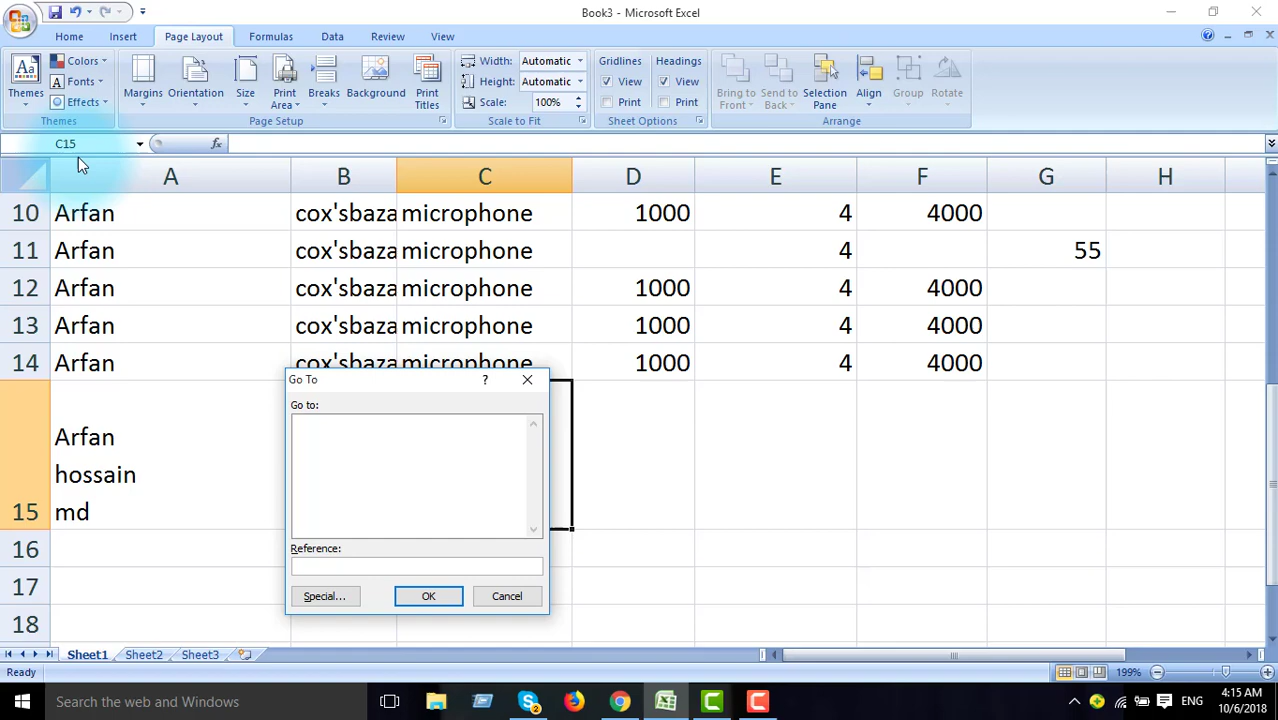 Book3 - Microsoft Excel
Home Insert Page Layout Formulas Data Review View
Themes
Colors
Fonts
Effects
Themes
Margins
Orientation
Size
Print
Area
Breaks
Background
Print
Titles
Page Setup
Width: Automatic
Height: Automatic
Scale: 100%
Scale to Fit
Gridlines
View
Print
Headings
View
Print
Sheet Options
Bring to
Front
Send to
Back
Selection
Pane
Align
Group
Rotate
Arrange
C15
fx
A B C D E F G H
10 Arfan cox'sbaza microphone 1000 4 4000
11 Arfan cox'sbaza microphone 4 55
12 Arfan cox'sbaza microphone 1000 4 4000
13 Arfan cox'sbaza microphone 1000 4 4000
14 Arfan cox'sbaza microphone 1000 4 4000
Arfan
hossain
15 md
16
17
18
Go To
?
Go to:
Reference:
Special...
OK
Cancel
Sheet1 Sheet2 Sheet3
Ready
199%
Search the web and Windows
2
ENG
4:15 AM
10/6/2018